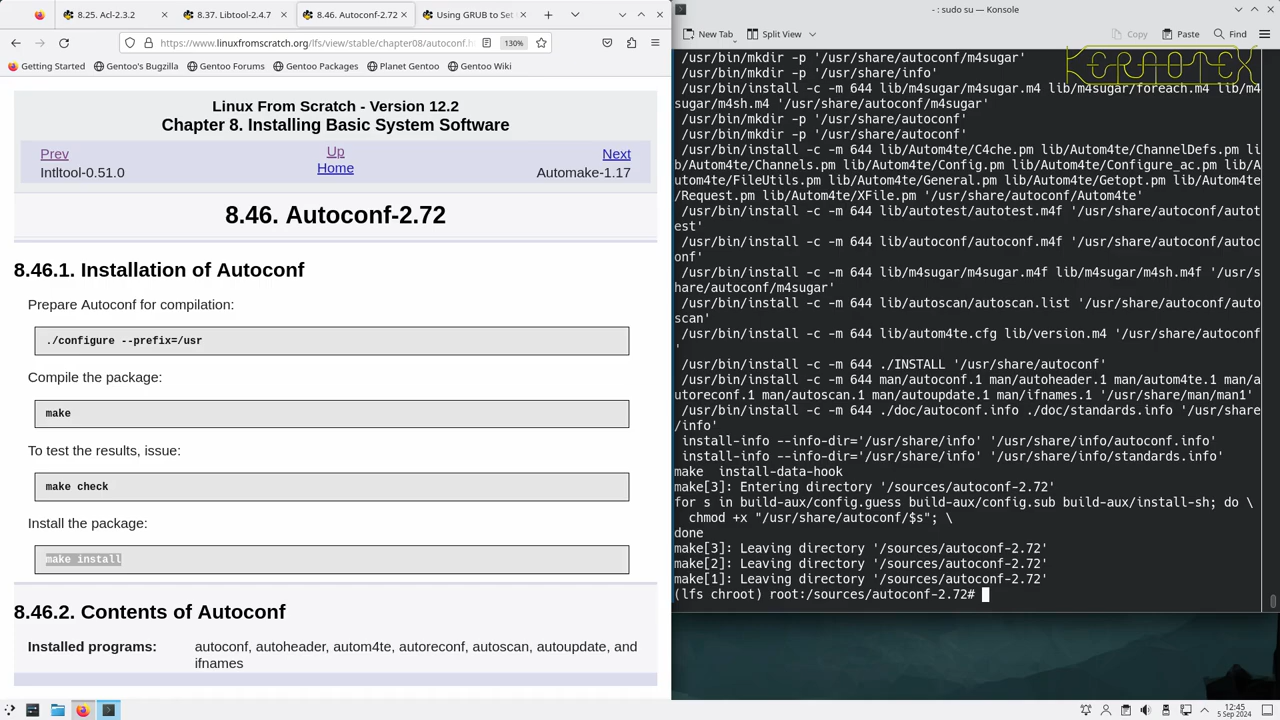 8.25. Acl-2.3.2
8.37. Libtool-2.4.7
8.46. Autoconf-2.72
Using GRUB to Set
https://www.linuxfromscratch.org/lfs/view/stable/chapter08/autoconf.h
130%
Getting Started
Gentoo's Bugzilla
Gentoo Forums
Gentoo Packages
Planet Gentoo
Gentoo Wiki
Linux From Scratch - Version 12.2
Chapter 8. Installing Basic System Software
Prev
Up
Next
Intltool-0.51.0
Home
Automake-1.17
8.46. Autoconf-2.72
8.46.1. Installation of Autoconf
Prepare Autoconf for compilation:
./configure --prefix=/usr
Compile the package:
make
To test the results, issue:
make check
Install the package:
make install
8.46.2. Contents of Autoconf
Installed programs:
autoconf, autoheader, autom4te, autoreconf, autoscan, autoupdate, and
ifnames
- : sudo su — Konsole
New Tab
Split View
Copy
Paste
Find
KERNOTEX
/usr/bin/mkdir -p '/usr/share/autoconf/m4sugar'
/usr/bin/mkdir -p '/usr/share/info'
/usr/bin/install -c -m 644 lib/m4sugar/m4sugar.m4 lib/m4sugar/foreach.m4 lib/m4
sugar/m4sh.m4 '/usr/share/autoconf/m4sugar'
/usr/bin/mkdir -p '/usr/share/autoconf'
/usr/bin/mkdir -p '/usr/share/autoconf'
/usr/bin/install -c -m 644 lib/Autom4te/C4che.pm lib/Autom4te/ChannelDefs.pm li
b/Autom4te/Channels.pm lib/Autom4te/Config.pm lib/Autom4te/Configure_ac.pm lib/A
utom4te/FileUtils.pm lib/Autom4te/General.pm lib/Autom4te/Getopt.pm lib/Autom4te
/Request.pm lib/Autom4te/XFile.pm '/usr/share/autoconf/Autom4te'
/usr/bin/install -c -m 644 lib/autotest/autotest.m4f '/usr/share/autoconf/autot
est'
/usr/bin/install -c -m 644 lib/autoconf/autoconf.m4f '/usr/share/autoconf/autoc
onf'
/usr/bin/install -c -m 644 lib/m4sugar/m4sugar.m4f lib/m4sugar/m4sh.m4f '/usr/s
hare/autoconf/m4sugar'
/usr/bin/install -c -m 644 lib/autoscan/autoscan.list '/usr/share/autoconf/auto
scan'
/usr/bin/install -c -m 644 lib/autom4te.cfg lib/version.m4 '/usr/share/autoconf
'
/usr/bin/install -c -m 644 ./INSTALL '/usr/share/autoconf'
/usr/bin/install -c -m 644 man/autoconf.1 man/autoheader.1 man/autom4te.1 man/a
utoreconf.1 man/autoscan.1 man/autoupdate.1 man/ifnames.1 '/usr/share/man/man1'
/usr/bin/install -c -m 644 ./doc/autoconf.info ./doc/standards.info '/usr/share
/info'
install-info --info-dir='/usr/share/info' '/usr/share/info/autoconf.info'
install-info --info-dir='/usr/share/info' '/usr/share/info/standards.info'
make  install-data-hook
make[3]: Entering directory '/sources/autoconf-2.72'
for s in build-aux/config.guess build-aux/config.sub build-aux/install-sh; do \
chmod +x "/usr/share/autoconf/$s"; \
done
make[3]: Leaving directory '/sources/autoconf-2.72'
make[2]: Leaving directory '/sources/autoconf-2.72'
make[1]: Leaving directory '/sources/autoconf-2.72'
(lfs chroot) root:/sources/autoconf-2.72#
12:45
5 Sep 2024